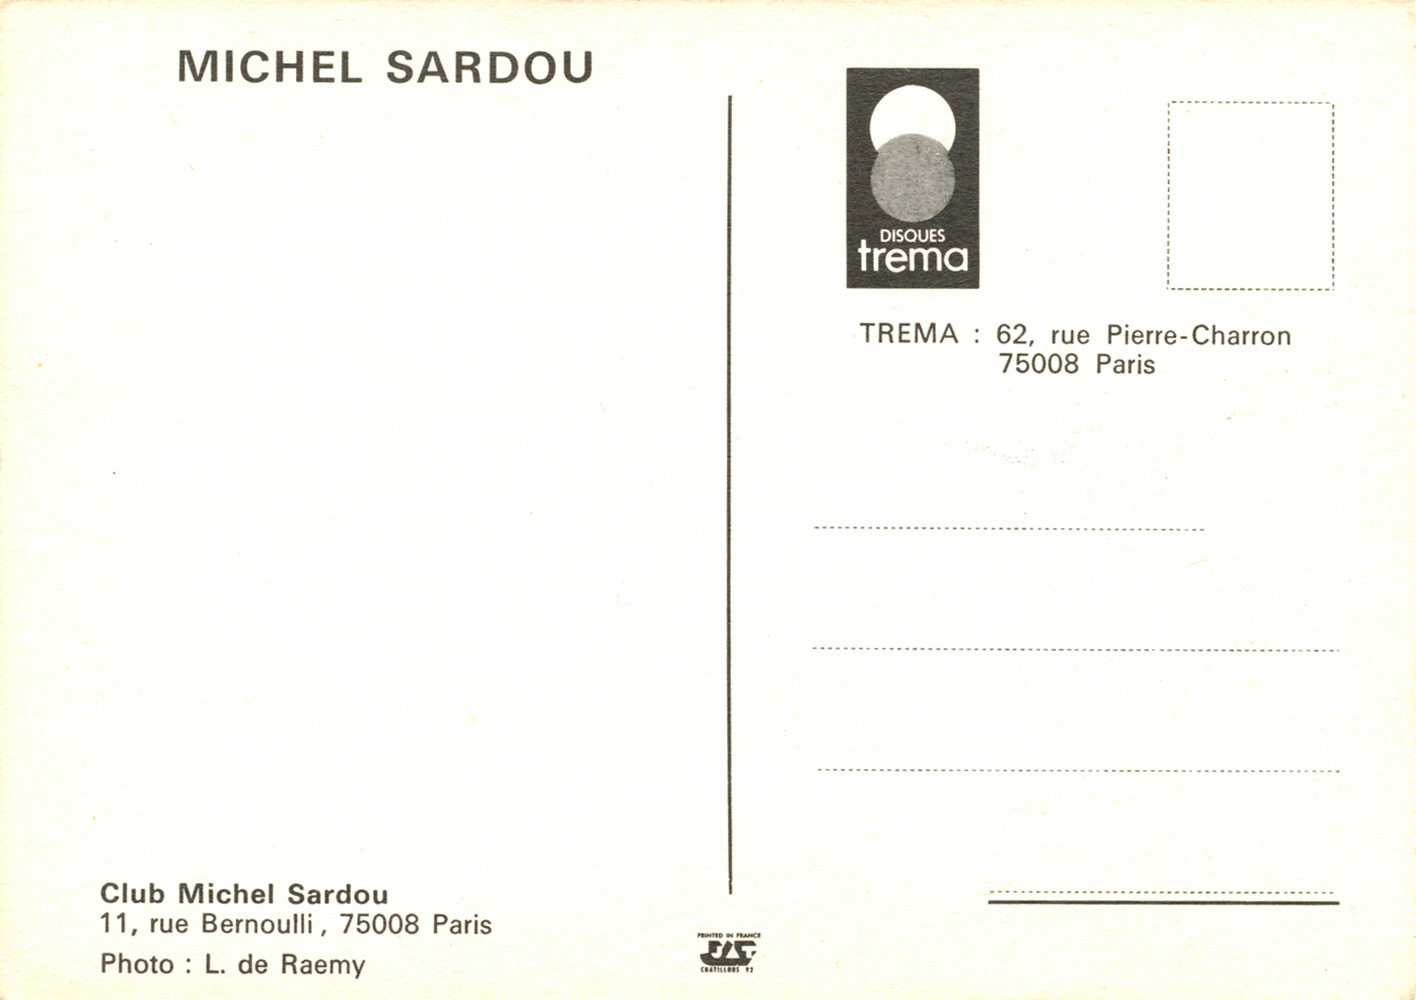 MICHEL SARDOU
DISQUES
trema
TREMA : 62, rue Pierre-Charron
75008 Paris
Club Michel Sardou
11, rue Bernoulli, 75008 Paris
Photo : L. de Raemy
PRINTED IN FRANCE
CHATILLONS 92